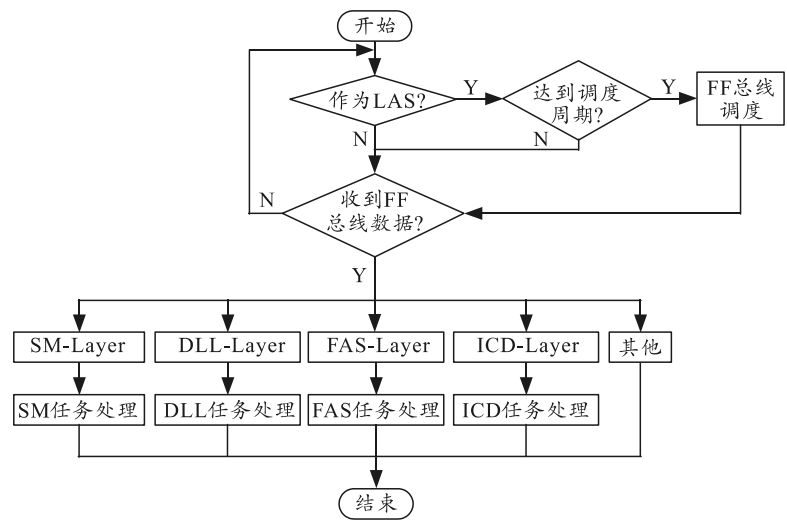 开始
作为LAS?
Y
达到调度
周期?
Y
FF总线
调度
N
N
收到FF
总线数据?
N
Y
SM-Layer
DLL-Layer
FAS-Layer
ICD-Layer
其他
SM任务处理
DLL任务处理
FAS任务处理
ICD任务处理
结束